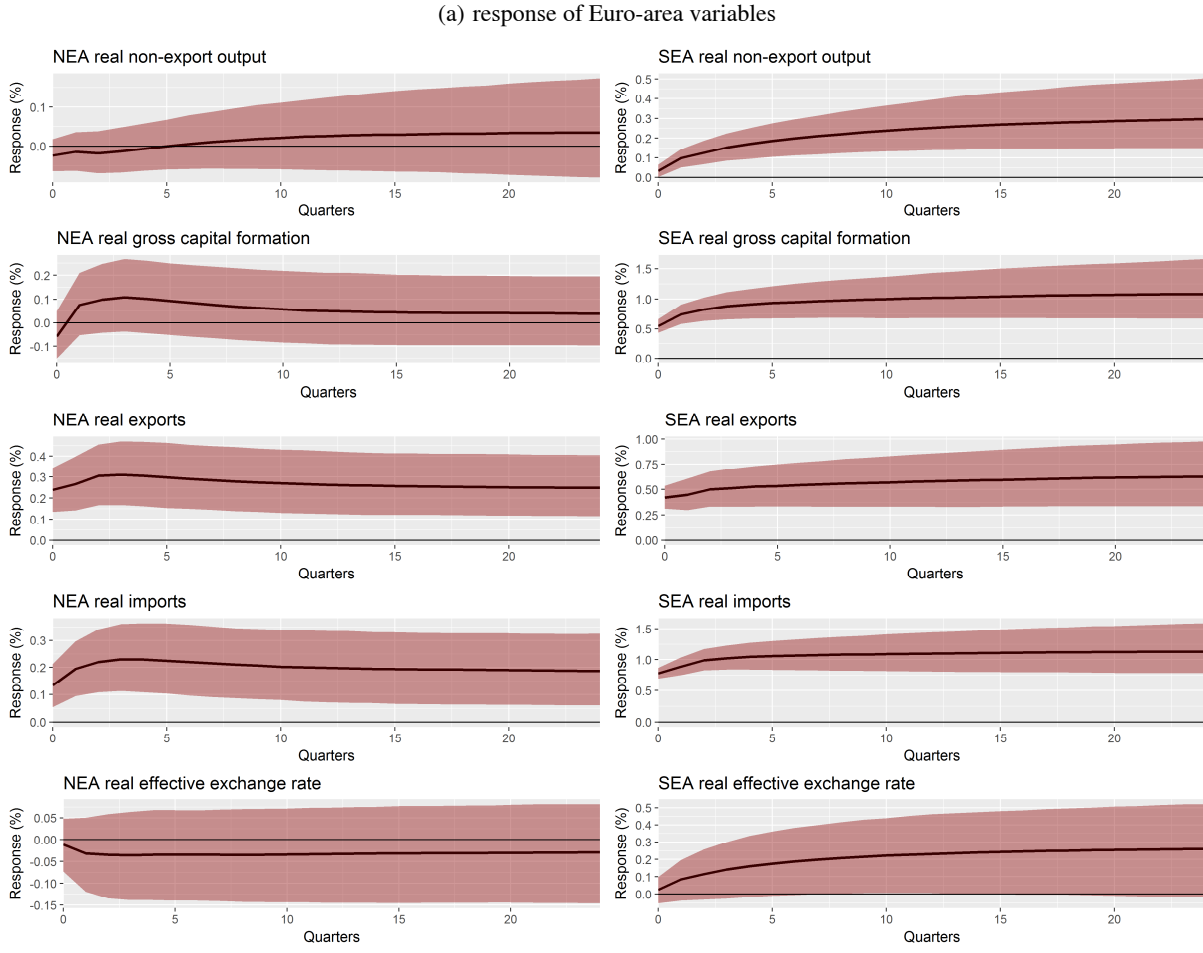 (a) response of Euro-area variables
NEA real non-export output
Response (%)
0.1
0.0
0 5 10 15 20
Quarters
SEA real non-export output
Response (%)
0.5
0.4
0.3
0.2
0.1
0.0
0 5 10 15 20
Quarters
NEA real gross capital formation
Response (%)
0.2
0.1
0.0
-0.1
0 5 10 15 20
Quarters
SEA real gross capital formation
Response (%)
1.5
1.0
0.5
0.0
0 5 10 15 20
Quarters
NEA real exports
Response (%)
0.4
0.3
0.2
0.1
0.0
0 5 10 15 20
Quarters
SEA real exports
Response (%)
1.00
0.75
0.50
0.25
0.00
0 5 10 15 20
Quarters
NEA real imports
Response (%)
0.3
0.2
0.1
0.0
0 5 10 15 20
Quarters
SEA real imports
Response (%)
1.5
1.0
0.5
0.0
0 5 10 15 20
Quarters
NEA real effective exchange rate
Response (%)
0.05
0.00
-0.05
-0.10
-0.15
0 5 10 15 20
Quarters
SEA real effective exchange rate
Response (%)
0.5
0.4
0.3
0.2
0.1
0.0
0 5 10 15 20
Quarters